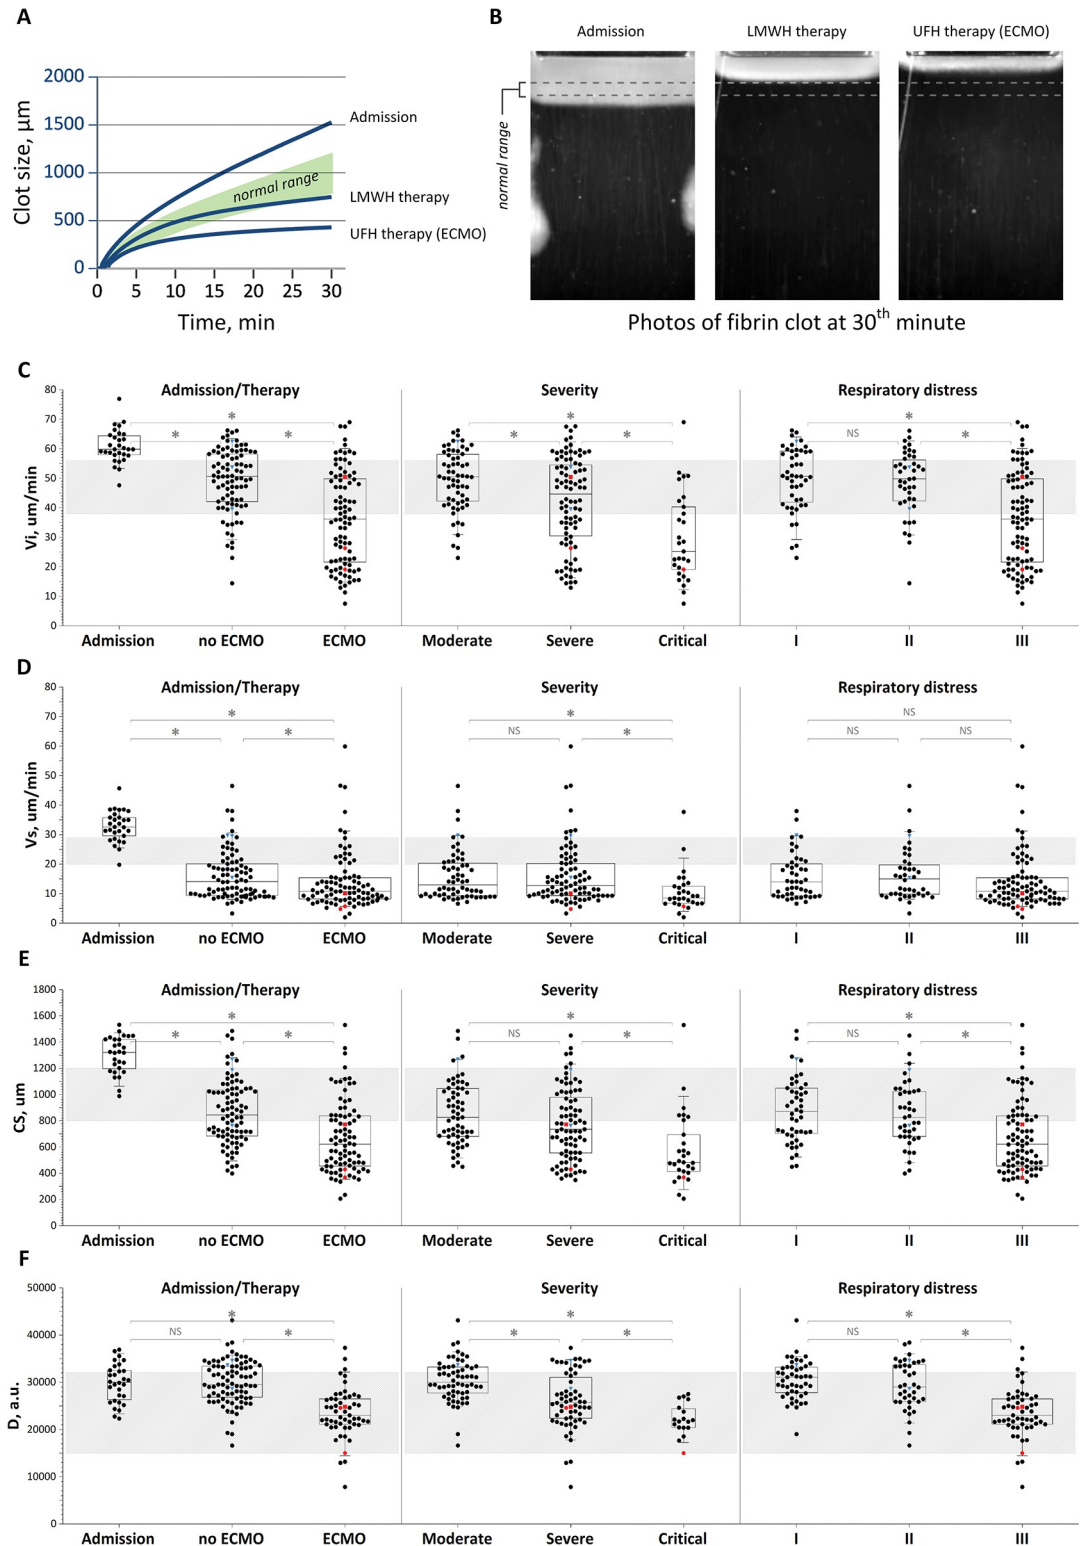 A
2000
1500
1000
500
0
Clot size, µm
Admission
normal range
LMWH therapy
UFH therapy (ECMO)
0 5 10 15 20 25 30
Time, min
B
Admission LMWH therapy UFH therapy (ECMO)
normal range
Photos of fibrin clot at 30th minute
C
Admission/Therapy Severity Respiratory distress
80
70
60
50
40
30
20
10
0
Vi, um/min
* * *
* * * * NS *
Admission no ECMO ECMO Moderate Severe Critical I II III
D
Admission/Therapy Severity Respiratory distress
80
70
60
50
40
30
20
10
0
Vs, um/min
* * NS
* * NS * NS NS
Admission no ECMO ECMO Moderate Severe Critical I II III
E
Admission/Therapy Severity Respiratory distress
1800
1600
1400
1200
1000
800
600
400
200
0
CS, um
* * *
* * NS * NS *
Admission no ECMO ECMO Moderate Severe Critical I II III
F
Admission/Therapy Severity Respiratory distress
50000
40000
30000
20000
10000
0
D, a.u.
* * *
NS * * * NS *
Admission no ECMO ECMO Moderate Severe Critical I II III